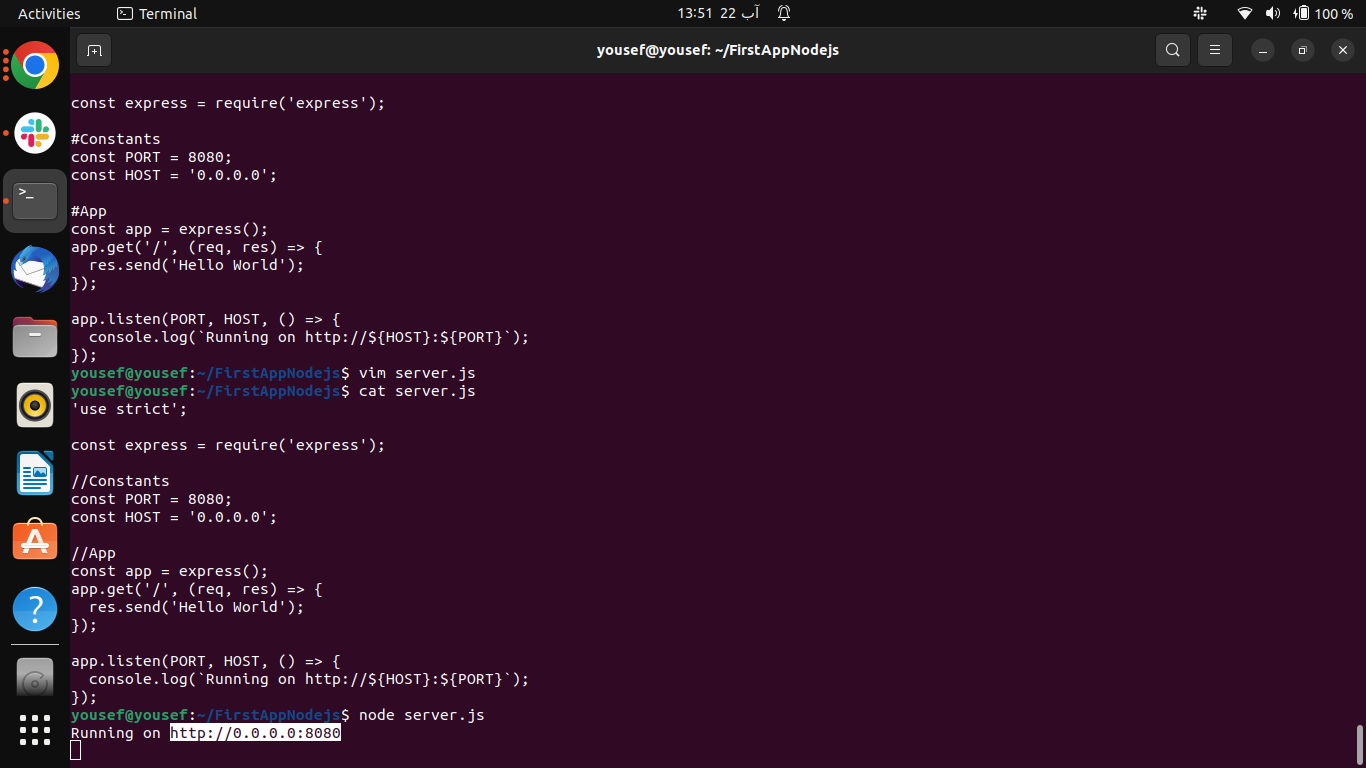 Activities
Terminal
13:51 22 آب
100 %
yousef@yousef: ~/FirstAppNodejs
const express = require('express');
#Constants
const PORT = 8080;
const HOST = '0.0.0.0';
#App
const app = express();
app.get('/', (req, res) => {
  res.send('Hello World');
});
app.listen(PORT, HOST, () => {
  console.log(`Running on http://${HOST}:${PORT}`);
});
yousef@yousef:~/FirstAppNodejs$ vim server.js
yousef@yousef:~/FirstAppNodejs$ cat server.js
'use strict';
const express = require('express');
//Constants
const PORT = 8080;
const HOST = '0.0.0.0';
//App
const app = express();
app.get('/', (req, res) => {
  res.send('Hello World');
});
app.listen(PORT, HOST, () => {
  console.log(`Running on http://${HOST}:${PORT}`);
});
yousef@yousef:~/FirstAppNodejs$ node server.js
Running on http://0.0.0.0:8080